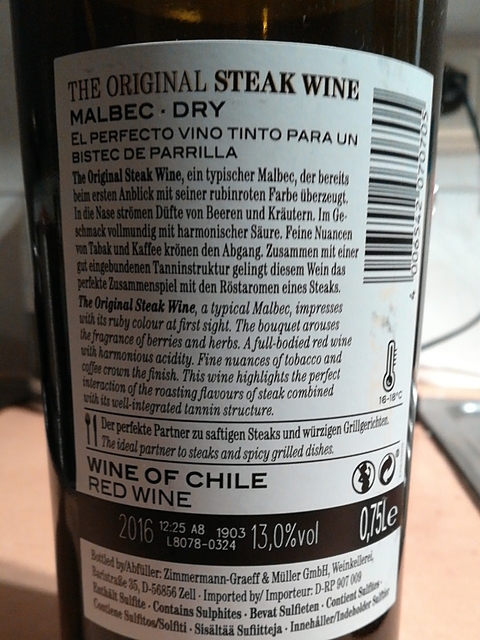 THE ORIGINAL STEAK WINE
MALBEC · DRY
EL PERFECTO VINO TINTO PARA UN
BISTEC DE PARRILLA
The Original Steak Wine, ein typischer Malbec, der bereits
beim ersten Anblick mit seiner rubinroten Farbe überzeugt.
In die Nase strömen Düfte von Beeren und Kräutern. Im Ge-
schmack vollmundig mit harmonischer Säure. Feine Nuancen
von Tabak und Kaffee krönen den Abgang. Zusammen mit einer
gut eingebundenen Tanninstruktur gelingt diesem Wein das
perfekte Zusammenspiel mit den Röstaromen eines Steaks.
The Original Steak Wine, a typical Malbec, impresses
with its ruby colour at first sight. The bouquet arouses
the fragrance of berries and herbs. A full-bodied red wine
with harmonious acidity. Fine nuances of tobacco and
coffee crown the finish. This wine highlights the perfect
interaction of the roasting flavours of steak combined
with its well-integrated tannin structure.
16-18°C
Der perfekte Partner zu saftigen Steaks und würzigen Grillgerichten.
The ideal partner to steaks and spicy grilled dishes.
WINE OF CHILE
RED WINE
2016 12:25 A8 1903 L8078-0324 13,0%vol 0,75L e
Bottled by/Abfüller: Zimmermann-Graeff & Müller GmbH, Weinkellerei,
Barlstraße 35, D-56856 Zell · Imported by/ Importeur: D-RP 907 009
Enthält Sulfite · Contains Sulphites · Bevat Sulfieten · Contient Sulfites·
Contiene Sulfitos/Solfiti · Sisältää Sulfiitteja · Innehåller/Indeholder Sulfiter